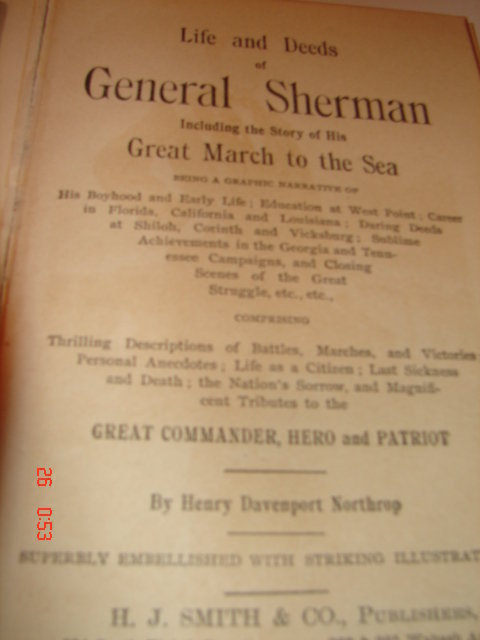 Life and Deeds
of
General Sherman
Including the Story of His
Great March to the Sea
BEING A GRAPHIC NARRATIVE OF
His Boyhood and Early Life; Education at West Point; Career
in Florida, California and Louisiana; Daring Deeds
at Shiloh, Corinth and Vicksburg; Sublime
Achievements in the Georgia and Tenn-
essee Campaigns, and Closing
Scenes of the Great
Struggle, etc., etc.,
COMPRISING
Thrilling Descriptions of Battles, Marches, and Victories
Personal Anecdotes; Life as a Citizen; Last Sickness
and Death; the Nation's Sorrow, and Magnifi-
cent Tributes to the
GREAT COMMANDER, HERO and PATRIOT
By Henry Davenport Northrop
SUPERBLY EMBELLISHED WITH STRIKING ILLUSTRAT
H. J. SMITH & CO., PUBLISHERS,
26 0:53